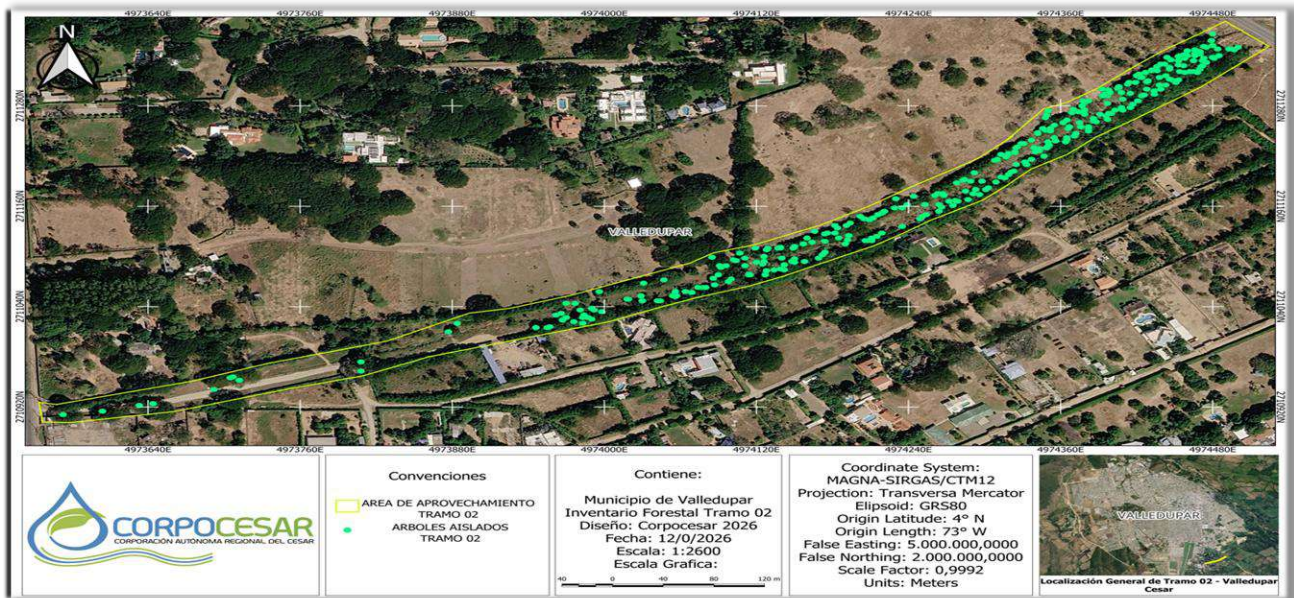 4973640E 4973760E 4973880E 4974000E 4974120E 4974240E 4974360E 4974480E
N
2711280N 2711280N
2711160N 2711160N
VALLEDUPAR
2711040N 2711040N
2710920N 2710920N
4973640E 4973760E 4973880E 4974000E 4974120E 4974240E 4974360E 4974480E
CORPOCESAR
CORPORACIÓN AUTÓNOMA REGIONAL DEL CESAR
Convenciones
AREA DE APROVECHAMIENTO
TRAMO 02
ARBOLES AISLADOS
TRAMO 02
Contiene:
Municipio de Valledupar
Inventario Forestal Tramo 02
Diseño: Corpocesar 2026
Fecha: 12/0/2026
Escala: 1:2600
Escala Grafica:
40 0 40 80 120 m
Coordinate System:
MAGNA-SIRGAS/CTM12
Projection: Transversa Mercator
Elipsoid: GRS80
Origin Latitude: 4° N
Origin Length: 73° W
False Easting: 5.000.000,0000
False Northing: 2.000.000,0000
Scale Factor: 0,9992
Units: Meters
VALLEDUPAR
Localización General de Tramo 02 - Valledupar
Cesar